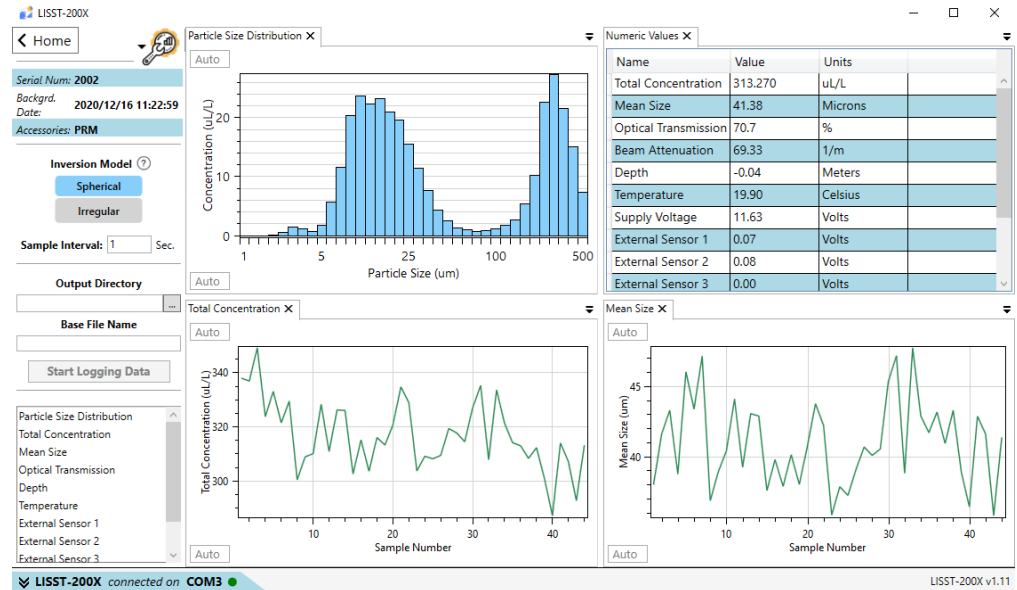 LISST-200X
Home
Serial Num: 2002
Backgrd. Date: 2020/12/16 11:22:59
Accessories: PRM
Inversion Model ?
Spherical
Irregular
Sample Interval: 1 Sec.
Output Directory
...
Base File Name
Start Logging Data
Particle Size Distribution
Total Concentration
Mean Size
Optical Transmission
Depth
Temperature
External Sensor 1
External Sensor 2
External Sensor 3
Particle Size Distribution
Auto
Concentration (uL/L)
20
10
0
1 5 25 100 500
Particle Size (um)
Auto
Numeric Values
Name Value Units
Total Concentration 313.270 uL/L
Mean Size 41.38 Microns
Optical Transmission 70.7 %
Beam Attenuation 69.33 1/m
Depth -0.04 Meters
Temperature 19.90 Celsius
Supply Voltage 11.63 Volts
External Sensor 1 0.07 Volts
External Sensor 2 0.08 Volts
External Sensor 3 0.00 Volts
Total Concentration
Auto
Total Concentration (uL/L)
340
320
300
10 20 30 40
Sample Number
Auto
Mean Size
Auto
Mean Size (um)
45
40
10 20 30 40
Sample Number
Auto
LISST-200X connected on COM3
LISST-200X v1.11